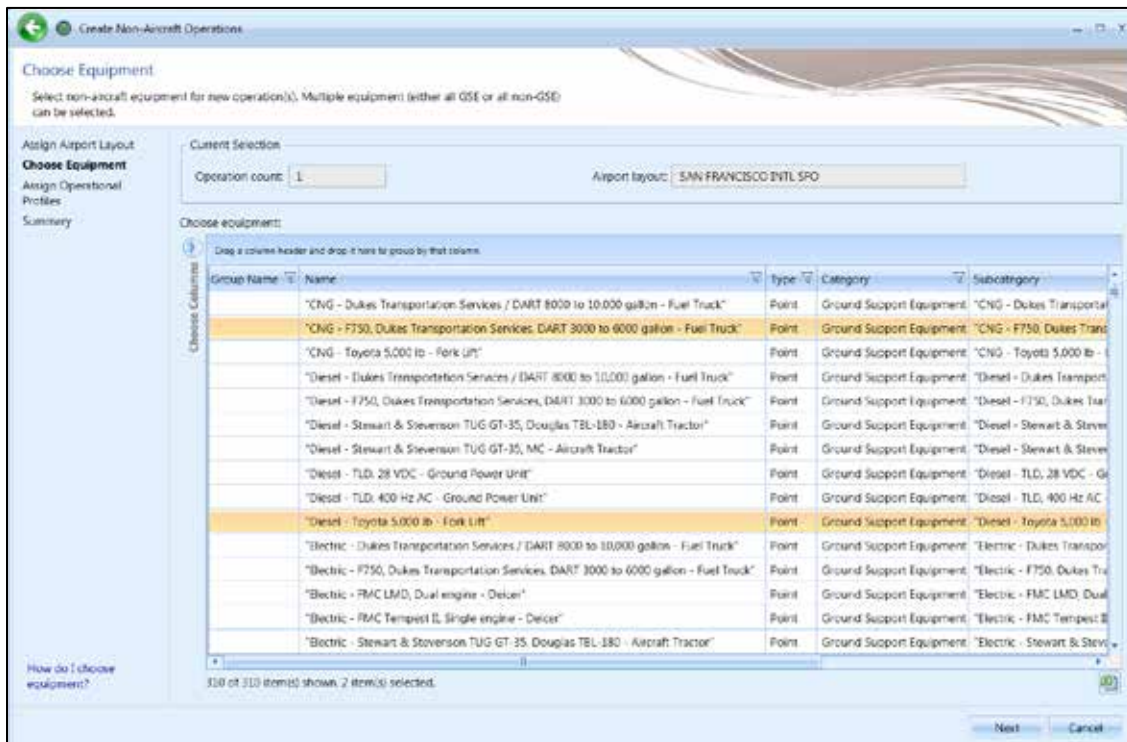 Create Non-Aircraft Operations
Choose Equipment
Select non-aircraft equipment for new operation(s). Multiple equipment (either all GSE or all non-GSE)
can be selected.
Assign Airport Layout
Choose Equipment
Assign Operational
Profiles
Summary
Current Selection
Operation count: 1
Airport layout: SAN FRANCISCO INTL SFO
Choose equipment:
Choose Columns
Drag a column header and drop it here to group by that column
Group Name Name Type Category Subcategory
"CNG - Dukes Transportation Services / DART 8000 to 10,000 gallon - Fuel Truck" Point Ground Support Equipment "CNG - Dukes Transporta
"CNG - F750, Dukes Transportation Services, DART 3000 to 6000 gallon - Fuel Truck" Point Ground Support Equipment "CNG - F750, Dukes Trans
"CNG - Toyota 5,000 lb - Fork Lift" Point Ground Support Equipment "CNG - Toyota 5,000 lb -
"Diesel - Dukes Transportation Services / DART 8000 to 10,000 gallon - Fuel Truck" Point Ground Support Equipment "Diesel - Dukes Transport
"Diesel - F750, Dukes Transportation Services, DART 3000 to 6000 gallon - Fuel Truck" Point Ground Support Equipment "Diesel - F750, Dukes Tran
"Diesel - Stewart & Stevenson TUG GT-35, Douglas TBL-180 - Aircraft Tractor" Point Ground Support Equipment "Diesel - Stewart & Steven
"Diesel - Stewart & Stevenson TUG GT-35, MC - Aircraft Tractor" Point Ground Support Equipment "Diesel - Stewart & Steven
"Diesel - TLD, 28 VDC - Ground Power Unit" Point Ground Support Equipment "Diesel - TLD, 28 VDC - G
"Diesel - TLD, 400 Hz AC - Ground Power Unit" Point Ground Support Equipment "Diesel - TLD, 400 Hz AC -
"Diesel - Toyota 5,000 lb - Fork Lift" Point Ground Support Equipment "Diesel - Toyota 5,000 lb
"Electric - Dukes Transportation Services / DART 8000 to 10,000 gallon - Fuel Truck" Point Ground Support Equipment "Electric - Dukes Transpor
"Electric - F750, Dukes Transportation Services, DART 3000 to 6000 gallon - Fuel Truck" Point Ground Support Equipment "Electric - F750, Dukes Tra
"Electric - FMC LMD, Dual engine - Deicer" Point Ground Support Equipment "Electric - FMC LMD, Dual
"Electric - FMC Tempest II, Single engine - Deicer" Point Ground Support Equipment "Electric - FMC Tempest II
"Electric - Stewart & Stevenson TUG GT-35, Douglas TBL-180 - Aircraft Tractor" Point Ground Support Equipment "Electric - Stewart & Steve
310 of 310 item(s) shown. 2 item(s) selected.
How do I choose
equipment?
Next Cancel